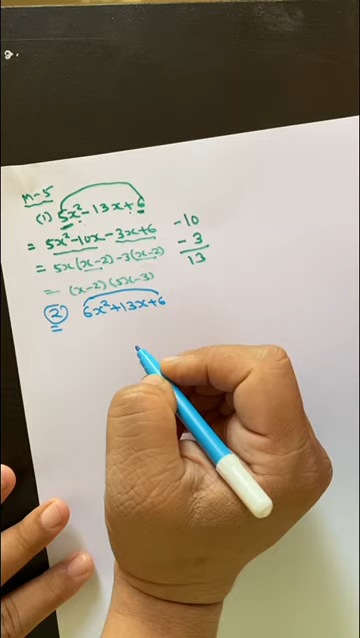 M-5
(1) 5x²-13x+6
= 5x²-10x-3x+6
= 5x(x-2)-3(x-2)
= (x-2)(5x-3)
-10
-3
13
(2) 6x²+13x+6